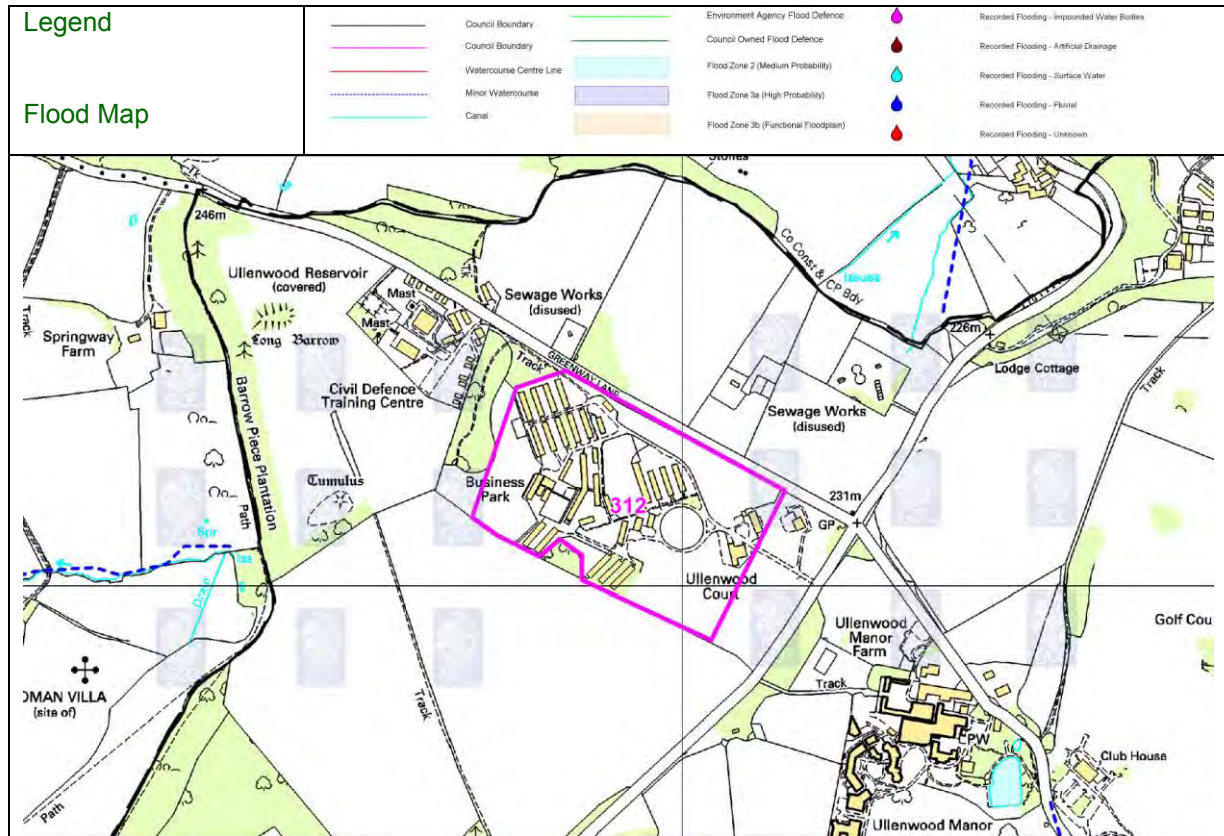 Legend
Flood Map
Council Boundary
Council Boundary
Watercourse Centre Line
Minor Watercourse
Canal
Environment Agency Flood Defence
Council Owned Flood Defence
Flood Zone 2 (Medium Probability)
Flood Zone 3a (High Probability)
Flood Zone 3b (Functional Floodplain)
Recorded Flooding - Impounded Water Bodies
Recorded Flooding - Artificial Drainage
Recorded Flooding - Surface Water
Recorded Flooding - Fluvial
Recorded Flooding - Unknown
Tk
Stones
246m
Ullenwood Reservoir
(covered)
Mast
Mast
Tk
Sewage Works
(disused)
Co Const & CP Bdy
Issues
226m
Track
Springway
Farm
Long Barrow
Barrow Piece Plantation
Path
Civil Defence
Training Centre
Track
GREENWAY LANE
Lodge Cottage
Track
Sewage Works
(disused)
Tumulus
Business
Park
312
231m
GP
Spr
Drain
Ullenwood
Court
Ullenwood
Manor
Farm
Golf Cou
OMAN VILLA
(site of)
Track
Track
LPW
Club House
Path
Ullenwood Manor